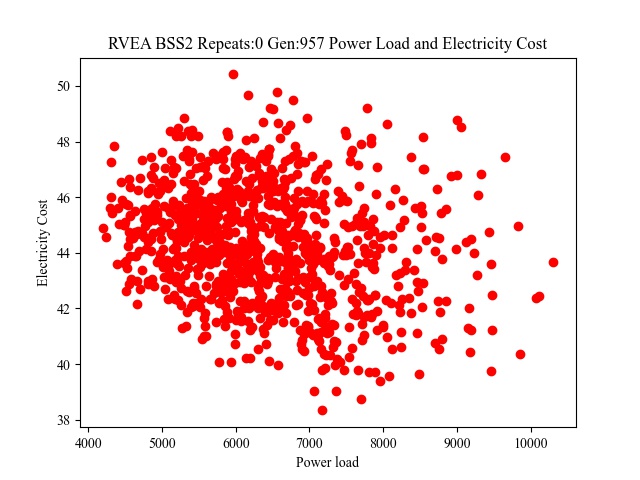 RVEA BSS2 Repeats:0 Gen:957 Power Load and Electricity Cost
50
48
46
44
42
40
38
Electricity Cost
4000 5000 6000 7000 8000 9000 10000
Power load